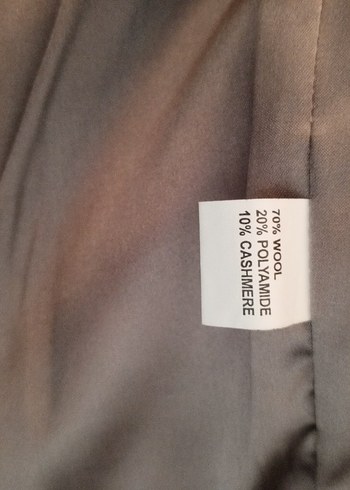 70% WOOL
20% POLYAMIDE
10% CASHMERE